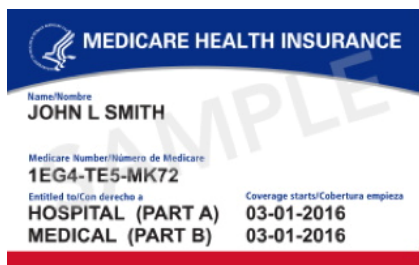 MEDICARE HEALTH INSURANCE
Name/Nombre
JOHN L SMITH
Medicare Number/Número de Medicare
1EG4-TE5-MK72
Entitled to/Con derecho a Coverage starts/Cobertura empieza
HOSPITAL (PART A) 03-01-2016
MEDICAL (PART B) 03-01-2016
SAMPLE